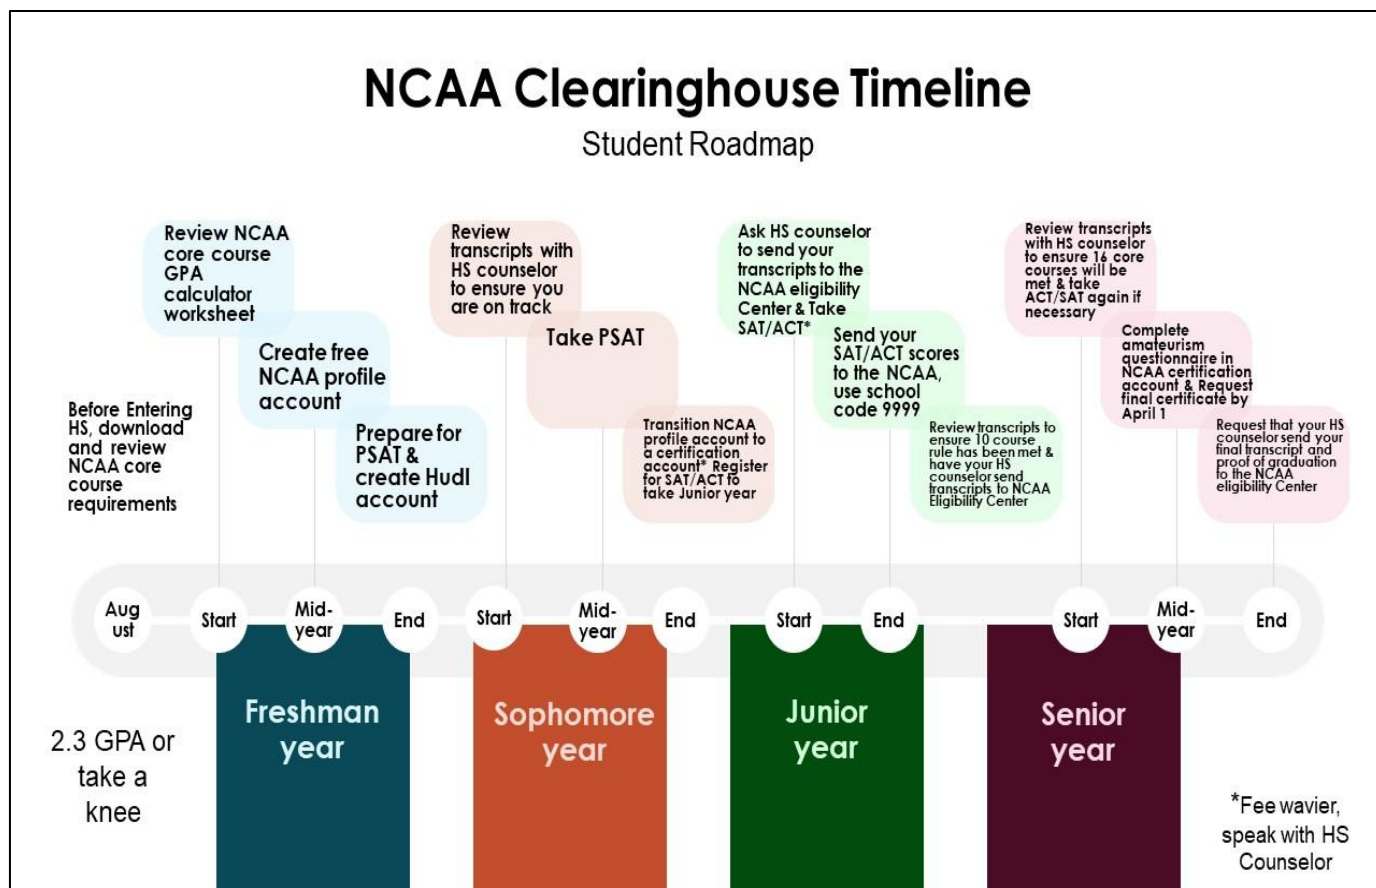 NCAA Clearinghouse Timeline
Student Roadmap
Before Entering
HS, download
and review
NCAA core
course
requirements
Review NCAA
core course
GPA
calculator
worksheet
Create free
NCAA profile
account
Prepare for
PSAT &
create Hudl
account
Review
transcripts with
HS counselor
to ensure you
are on track
Take PSAT
Transition NCAA
profile account to
a certification
account* Register
for SAT/ACT to
take Junior year
Ask HS counselor
to send your
transcripts to the
NCAA eligibility
Center & Take
SAT/ACT*
Send your
SAT/ACT scores
to the NCAA,
use school
code 9999
Review transcripts to
ensure 10 course
rule has been met &
have your HS
counselor send
transcripts to NCAA
Eligibility Center
Review transcripts
with HS counselor
to ensure 16 core
courses will be
met & take
ACT/SAT again if
necessary
Complete
amateurism
questionnaire in
NCAA certification
account & Request
final certificate by
April 1
Request that your HS
counselor send your
final transcript and
proof of graduation
to the NCAA
eligibility Center
Aug
ust
Start
Mid-
year
End
Start
Mid-
year
End
Start
End
Start
Mid-
year
End
Freshman
year
Sophomore
year
Junior
year
Senior
year
2.3 GPA or
take a
knee
*Fee wavier,
speak with HS
Counselor